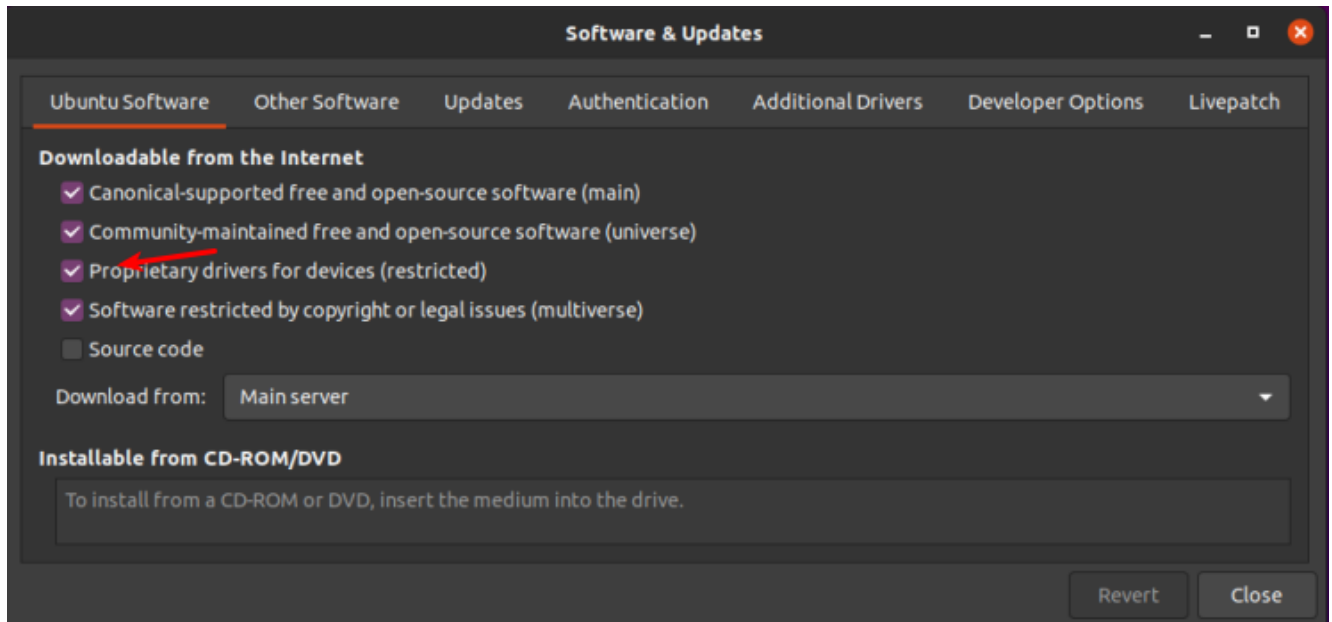 Software & Updates
Ubuntu Software Other Software Updates Authentication Additional Drivers Developer Options Livepatch
Downloadable from the Internet
Canonical-supported free and open-source software (main)
Community-maintained free and open-source software (universe)
Proprietary drivers for devices (restricted)
Software restricted by copyright or legal issues (multiverse)
Source code
Download from: Main server
Installable from CD-ROM/DVD
To install from a CD-ROM or DVD, insert the medium into the drive.
Revert Close